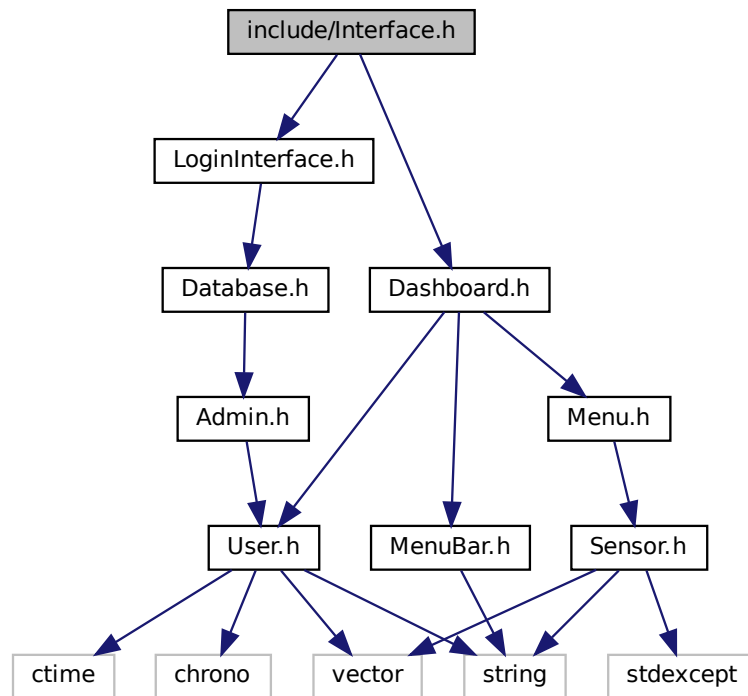 include/Interface.h
LoginInterface.h
Database.h
Dashboard.h
Admin.h
Menu.h
User.h
MenuBar.h
Sensor.h
ctime
chrono
vector
string
stdexcept